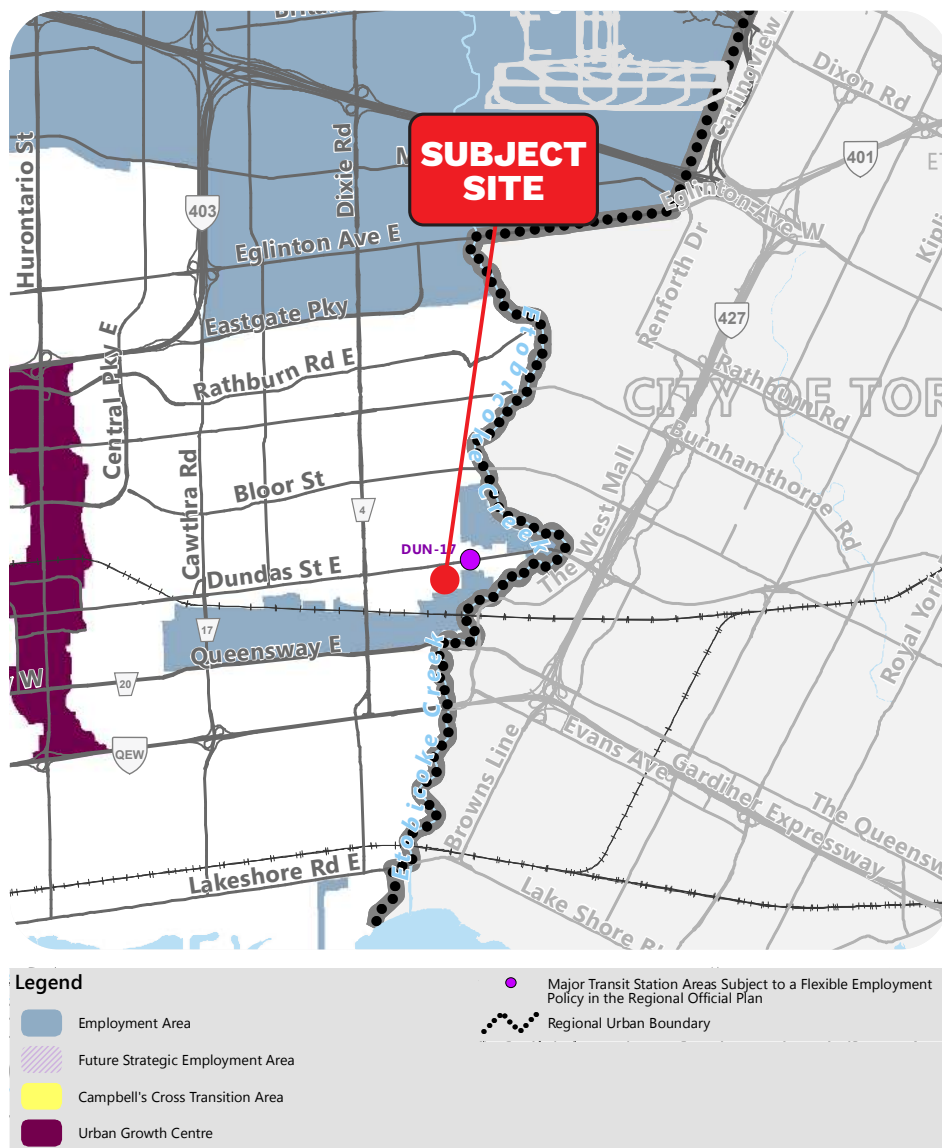 Carlingview
Dixon Rd
Hurontario St
Dixie Rd
SUBJECT
SITE
401
403
Eglinton Ave E
Eglinton Ave W
Renforth Dr
427
Eastgate Pky
Central Pky E
Rathburn Rd E
Etobicoke Creek
Rathburn Rd
CITY OF TOR
Burnhamthorpe Rd
Cawthra Rd
Bloor St
4
The West Mall
DUN-17
Dundas St E
17
Queensway E
Royal York
W
20
QEW
Etobicoke Creek
Browns Line
Evans Ave
Gardiner Expressway
The Queensw
Lakeshore Rd E
Lake Shore
Legend
Employment Area
Future Strategic Employment Area
Campbell's Cross Transition Area
Urban Growth Centre
Major Transit Station Areas Subject to a Flexible Employment
Policy in the Regional Official Plan
Regional Urban Boundary